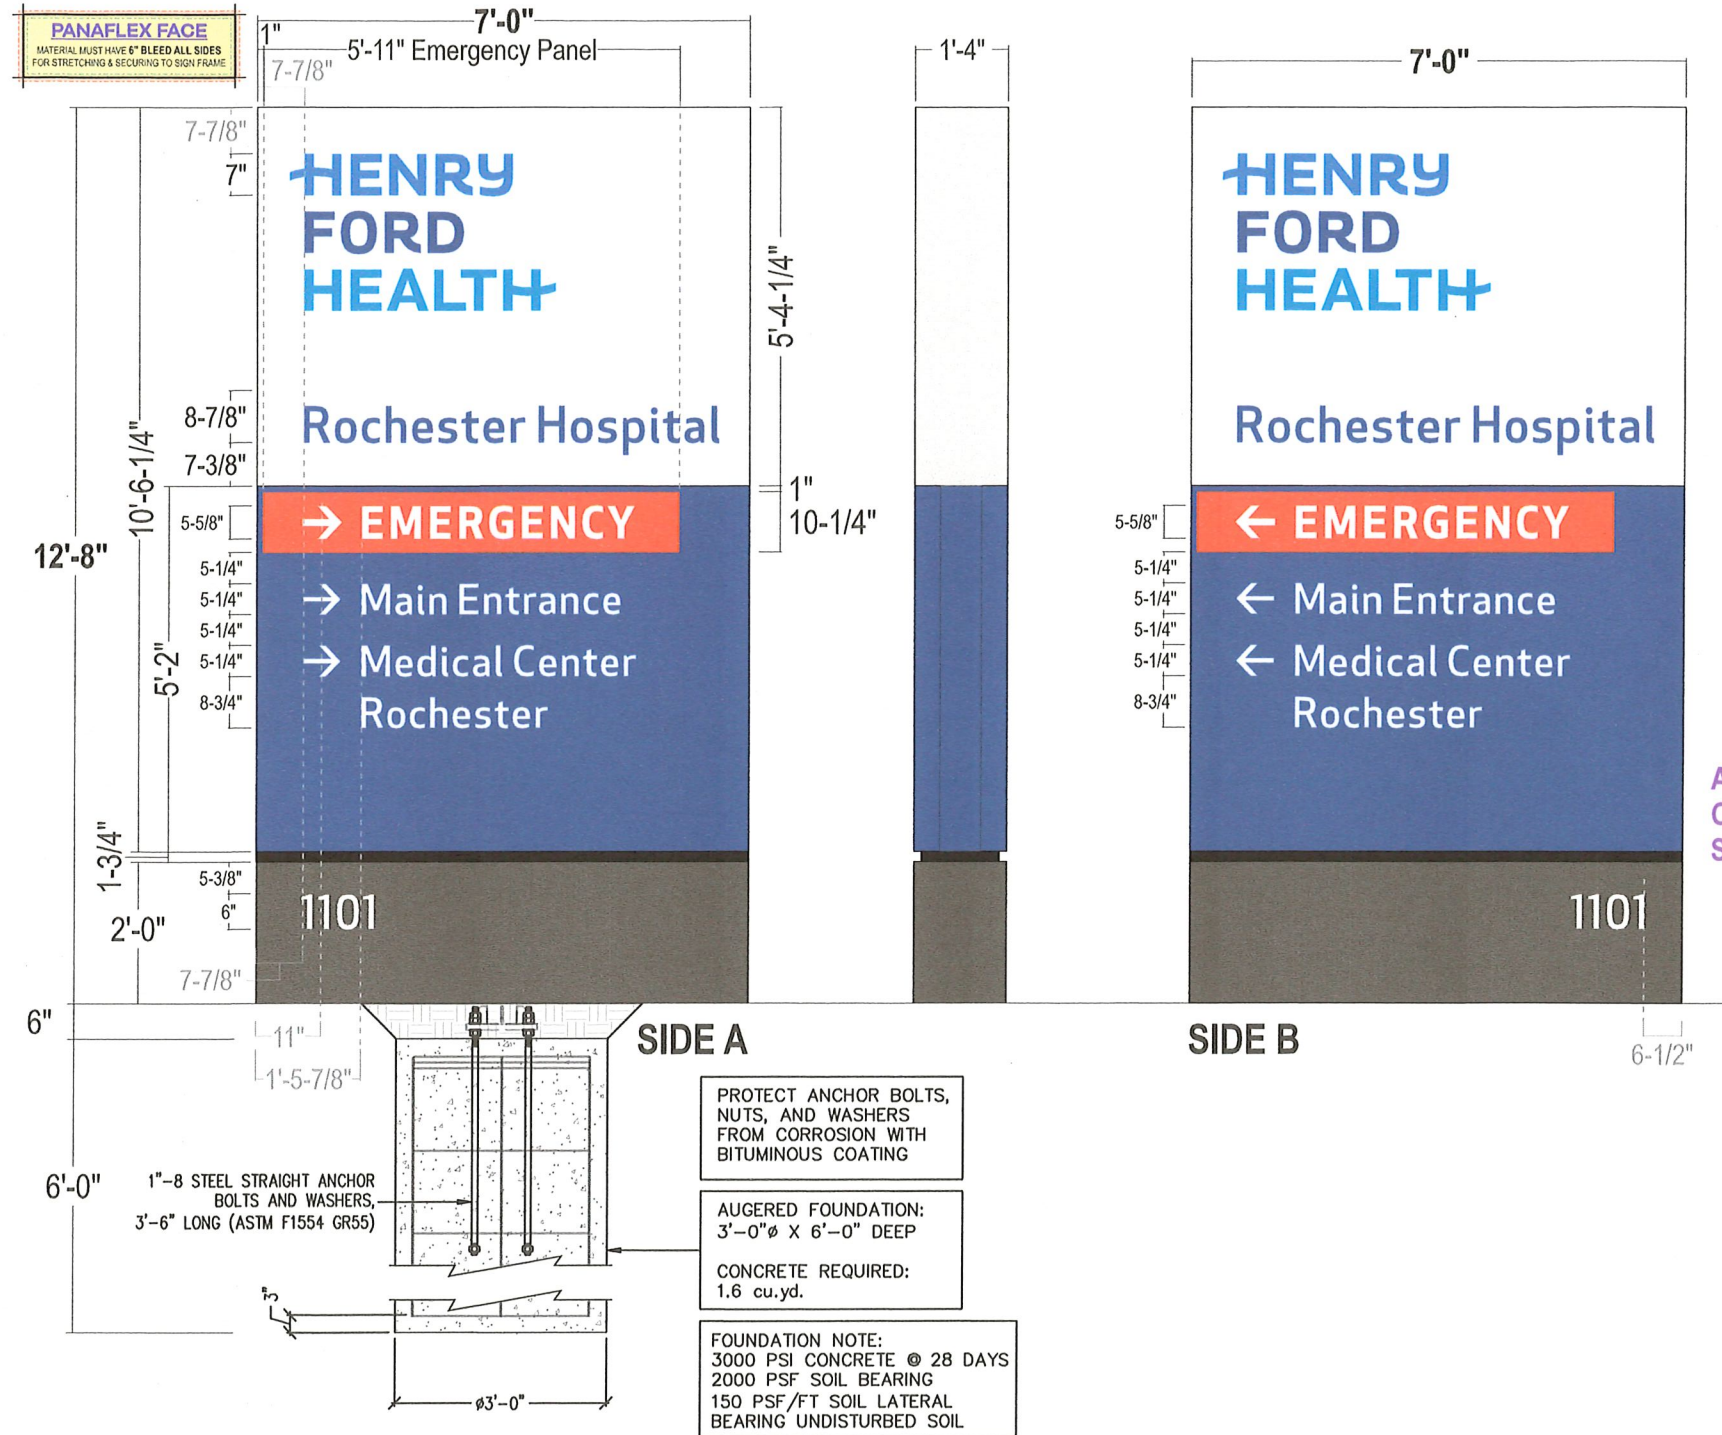 PANAFLEX FACE
MATERIAL MUST HAVE 6" BLEED ALL SIDES
FOR STRETCHING & SECURING TO SIGN FRAME
7'-0"
1"
5'-11" Emergency Panel
7-7/8"
1'-4"
7'-0"
7-7/8"
7"
HENRY
FORD
HEALTH
5'-4-1/4"
HENRY
FORD
HEALTH
8-7/8"
7-3/8"
10'-6-1/4"
Rochester Hospital
Rochester Hospital
12'-8"
5-5/8"
→ EMERGENCY
1"
10-1/4"
5-5/8"
← EMERGENCY
5-1/4"
5-1/4"
5-1/4"
5-1/4"
8-3/4"
5'-2"
→ Main Entrance
→ Medical Center
Rochester
5-1/4"
5-1/4"
5-1/4"
5-1/4"
8-3/4"
← Main Entrance
← Medical Center
Rochester
A
C
S
1-3/4"
5-3/8"
6"
2'-0"
1101
1101
7-7/8"
6"
11"
1'-5-7/8"
SIDE A
SIDE B
6-1/2"
PROTECT ANCHOR BOLTS,
NUTS, AND WASHERS
FROM CORROSION WITH
BITUMINOUS COATING
6'-0"
1"-8 STEEL STRAIGHT ANCHOR
BOLTS AND WASHERS,
3'-6" LONG (ASTM F1554 GR55)
AUGERED FOUNDATION:
3'-0"ø X 6'-0" DEEP
CONCRETE REQUIRED:
1.6 cu.yd.
3"
FOUNDATION NOTE:
3000 PSI CONCRETE @ 28 DAYS
2000 PSF SOIL BEARING
150 PSF/FT SOIL LATERAL
BEARING UNDISTURBED SOIL
ø3'-0"